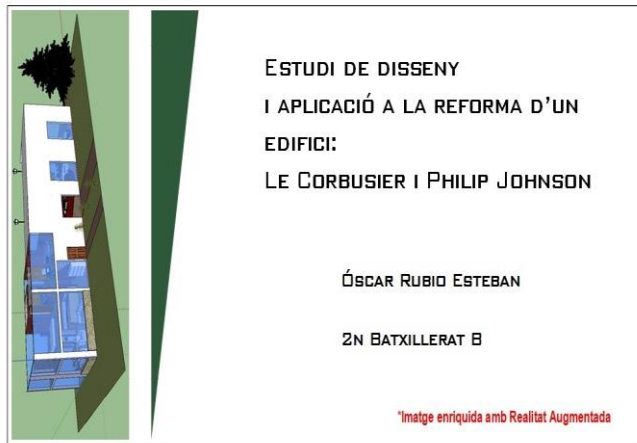 ESTUDI DE DISSENY
I APLICACIÓ A LA REFORMA D'UN
EDIFICI:
LE CORBUSIER I PHILIP JOHNSON
ÓSCAR RUBIO ESTEBAN
2N BATXILLERAT B
*Imatge enriquida amb Realitat Augmentada